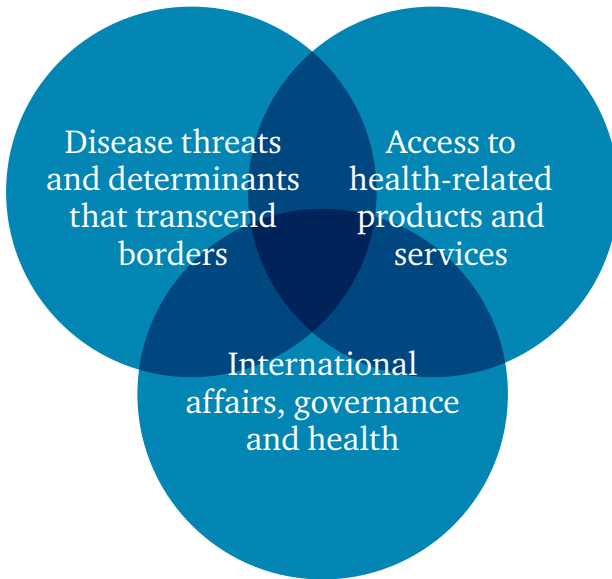 Disease threats
and determinants
that transcend
borders
Access to
health-related
products and
services
International
affairs, governance
and health